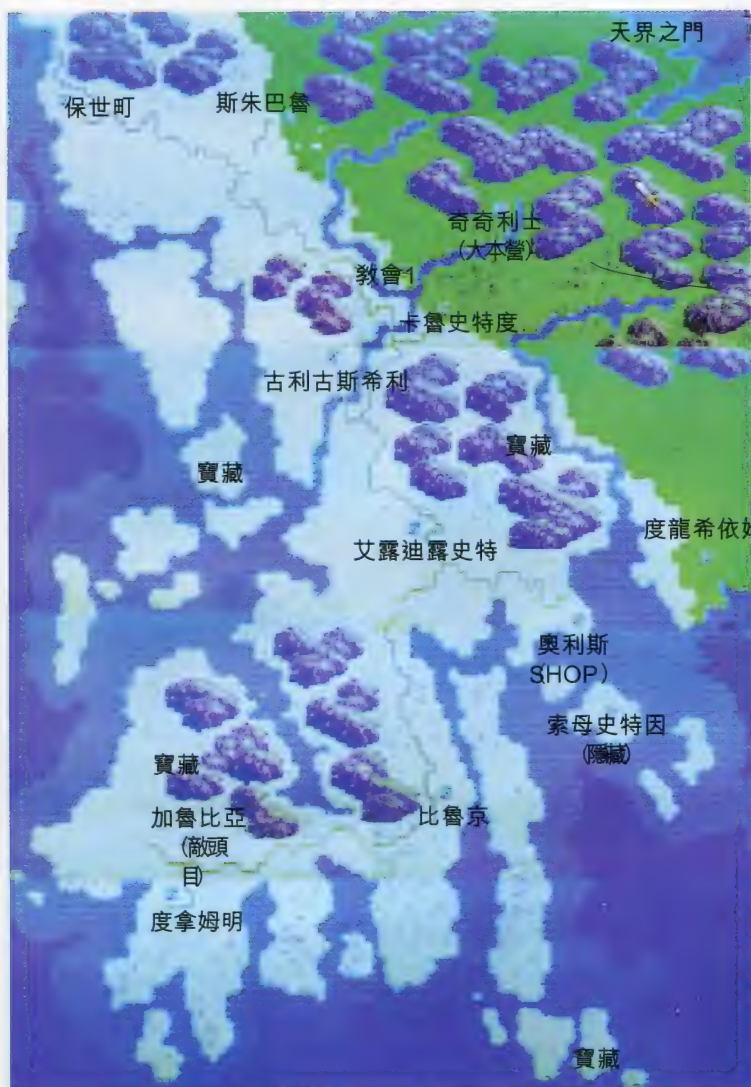 天界之門
保世町
斯朱巴魯
奇奇利士
(大本營)
教會1
卡魯史特度
古利古斯希利
寶藏
寶藏
艾露迪露史特
度龍希依
奧利斯
SHOP)
索母史特因
(隱藏)
寶藏
加魯比亞
(敵頭
目)
比魯京
度拿姆明
寶藏